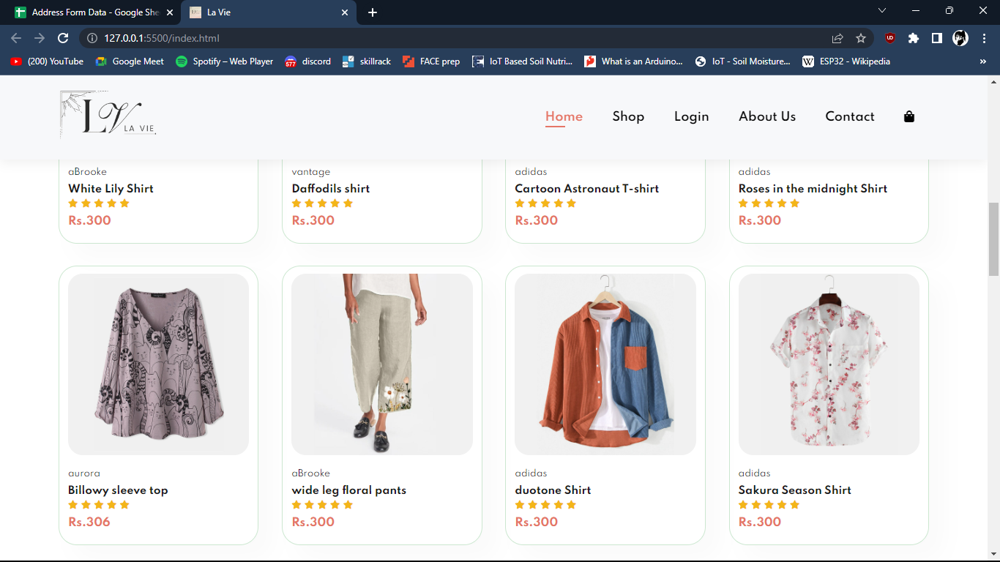 Address Form Data - Google She
La Vie
127.0.0.1:5500/index.html
(200) YouTube
Google Meet
Spotify – Web Player
577
discord
skillrack
FACE prep
IoT Based Soil Nutri...
What is an Arduino...
IoT - Soil Moisture...
W
ESP32 - Wikipedia
»
LV
LA VIE
Home
Shop
Login
About Us
Contact
aBrooke
White Lily Shirt
Rs.300
vantage
Daffodils shirt
Rs.300
adidas
Cartoon Astronaut T-shirt
Rs.300
adidas
Roses in the midnight Shirt
Rs.300
aurora
Billowy sleeve top
Rs.306
aBrooke
wide leg floral pants
Rs.300
adidas
duotone Shirt
Rs.300
adidas
Sakura Season Shirt
Rs.300